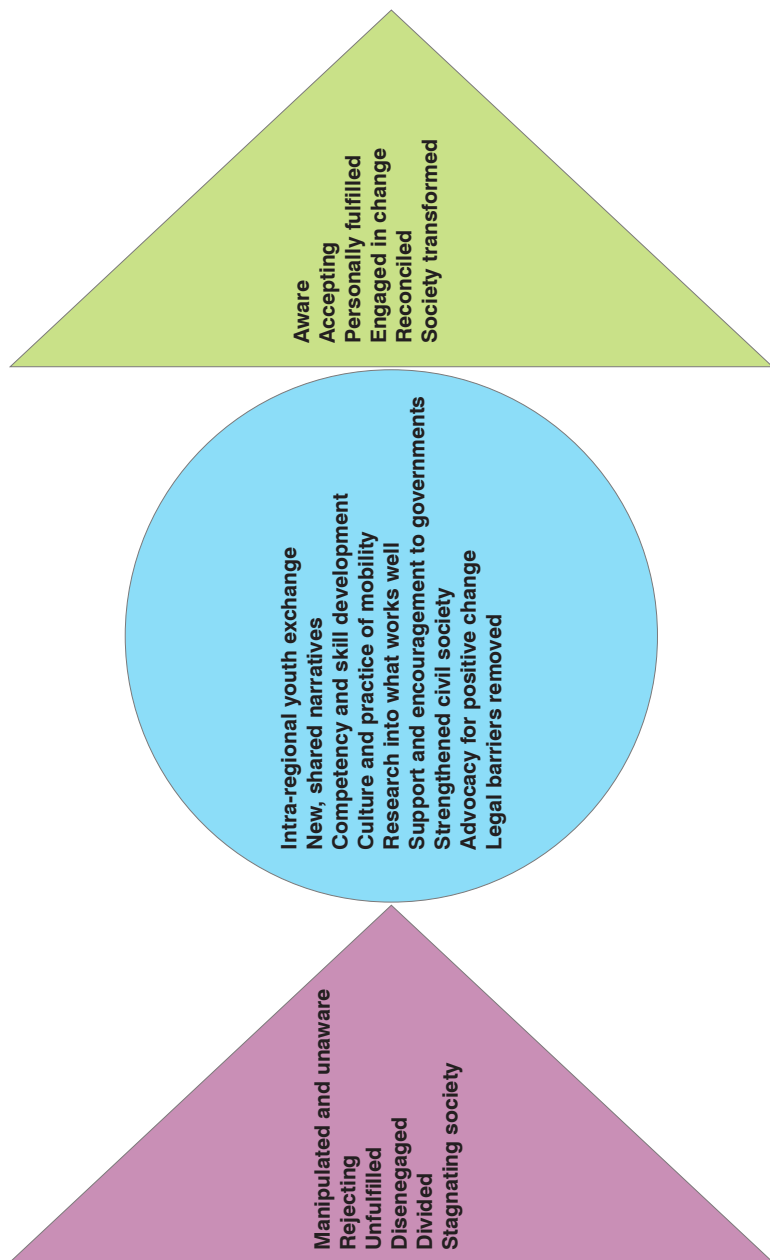 Manipulated and unaware
Rejecting
Unfulfilled
Disenegaged
Divided
Stagnating society
Intra-regional youth exchange
New, shared narratives
Competency and skill development
Culture and practice of mobility
Research into what works well
Support and encouragement to governments
Strengthened civil society
Advocacy for positive change
Legal barriers removed
Aware
Accepting
Personally fulfilled
Engaged in change
Reconciled
Society transformed